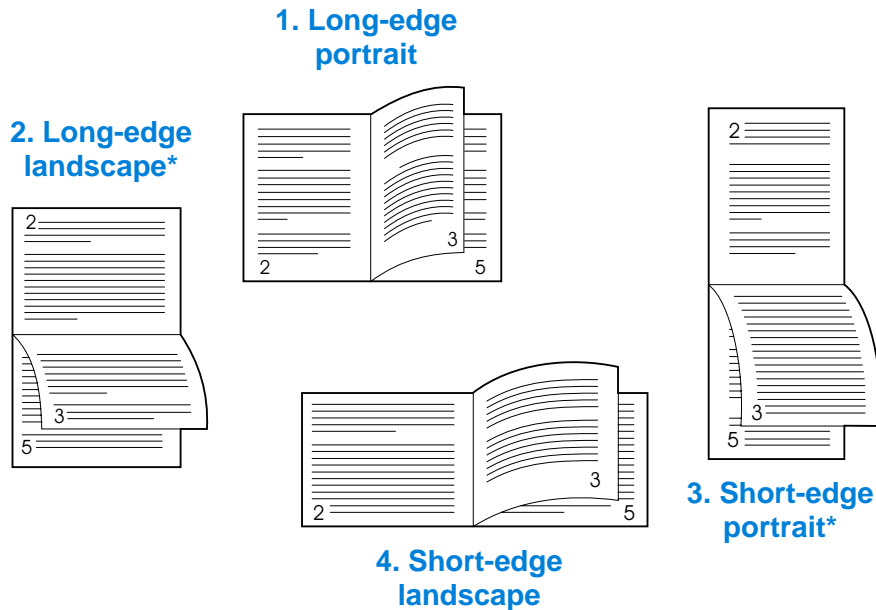 1. Long-edge
portrait
2. Long-edge
landscape*
2
3
5
2
3
5
2
3
5
2
3
5
3. Short-edge
portrait*
4. Short-edge
landscape